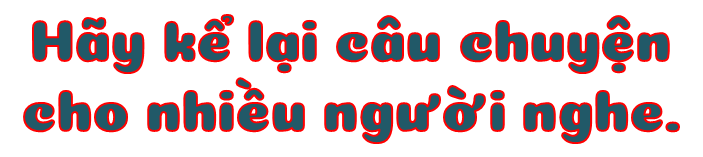 Hãy kể lại câu chuyện
cho nhiều người nghe.